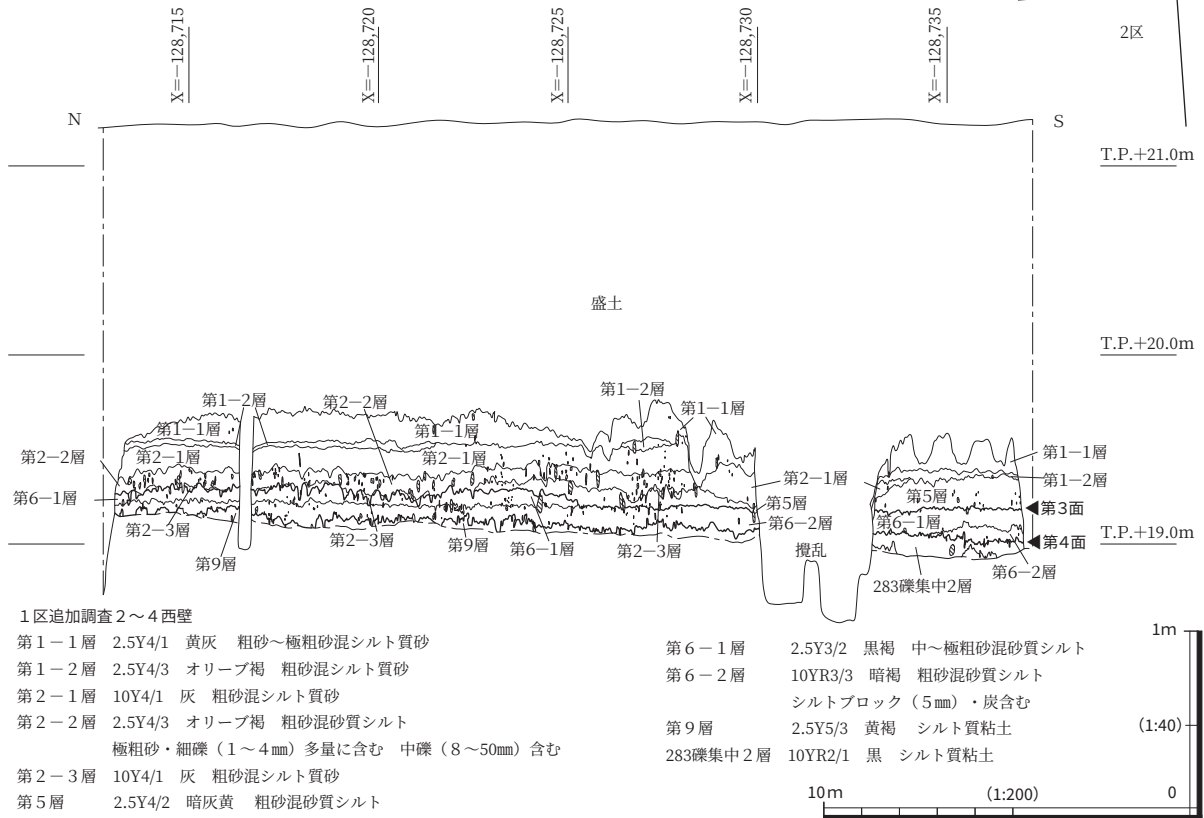 X=−128,715
X=−128,720
X=−128,725
X=−128,730
X=−128,735
2区
N
S
T.P.+21.0m
盛土
T.P.+20.0m
第1−2層
第2−2層
第1−2層
第1−1層
第1−1層
第1−1層
第1−1層
第2−2層
第2−1層
第2−1層
第2−1層
第1−2層
第6−1層
第5層
第5層
第3面
第2−3層
第6−2層
第6−1層
T.P.+19.0m
第2−3層
第9層
第6−1層
第2−3層
攪乱
第4面
第9層
283礫集中2層
第6−2層
1区追加調査2〜4西壁
第1−1層 2.5Y4/1 黄灰 粗砂〜極粗砂混シルト質砂
第1−2層 2.5Y4/3 オリーブ褐 粗砂混シルト質砂
第2−1層 10Y4/1 灰 粗砂混シルト質砂
第2−2層 2.5Y4/3 オリーブ褐 粗砂混砂質シルト
極粗砂・細礫（1〜4㎜）多量に含む 中礫（8〜50㎜）含む
第2−3層 10Y4/1 灰 粗砂混シルト質砂
第5層 2.5Y4/2 暗灰黄 粗砂混砂質シルト
第6−1層 2.5Y3/2 黒褐 中〜極粗砂混砂質シルト
第6−2層 10YR3/3 暗褐 粗砂混砂質シルト
シルトブロック（5㎜）・炭含む
第9層 2.5Y5/3 黄褐 シルト質粘土
283礫集中2層 10YR2/1 黒 シルト質粘土
1m
(1:40)
10m
(1:200)
0